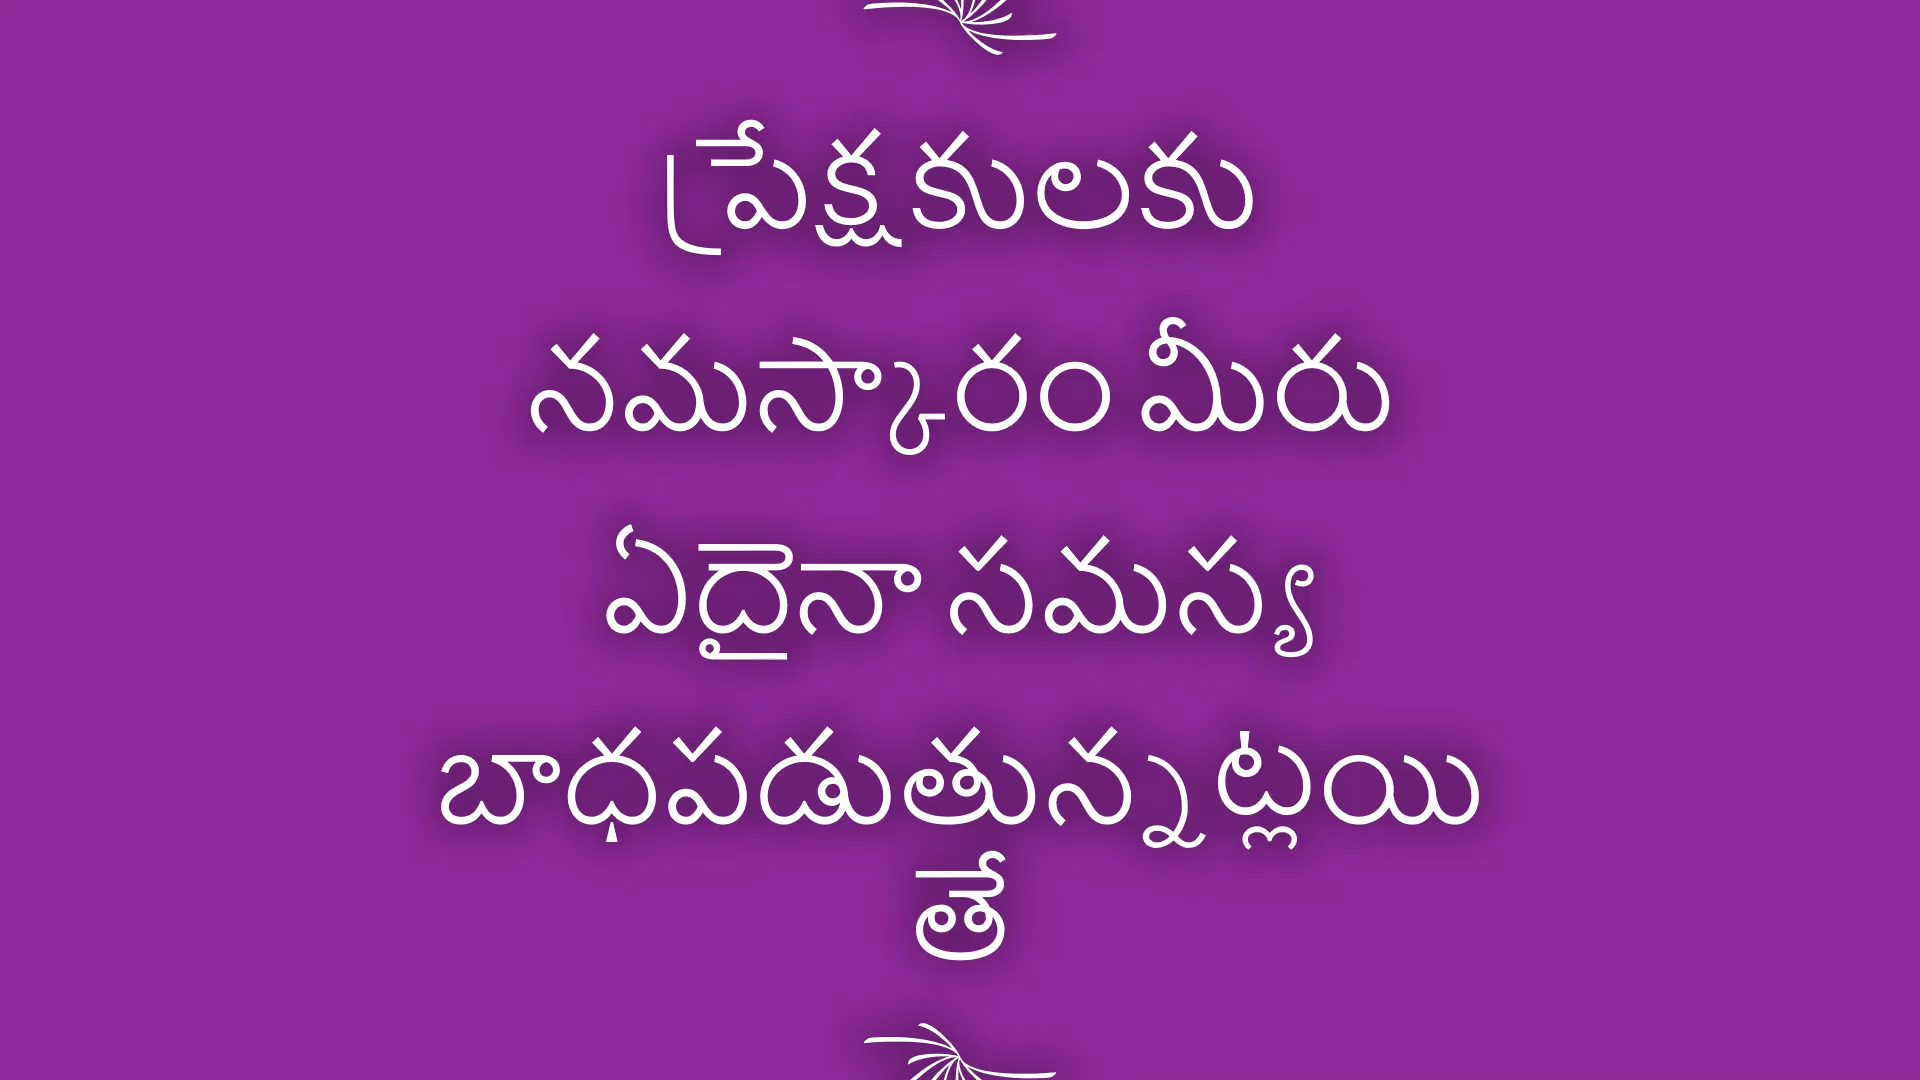 ప్రేక్షకులకు
నమస్కారం మీరు
ఏదైనా సమస్య
బాధపడుతున్నట్లయి
తే